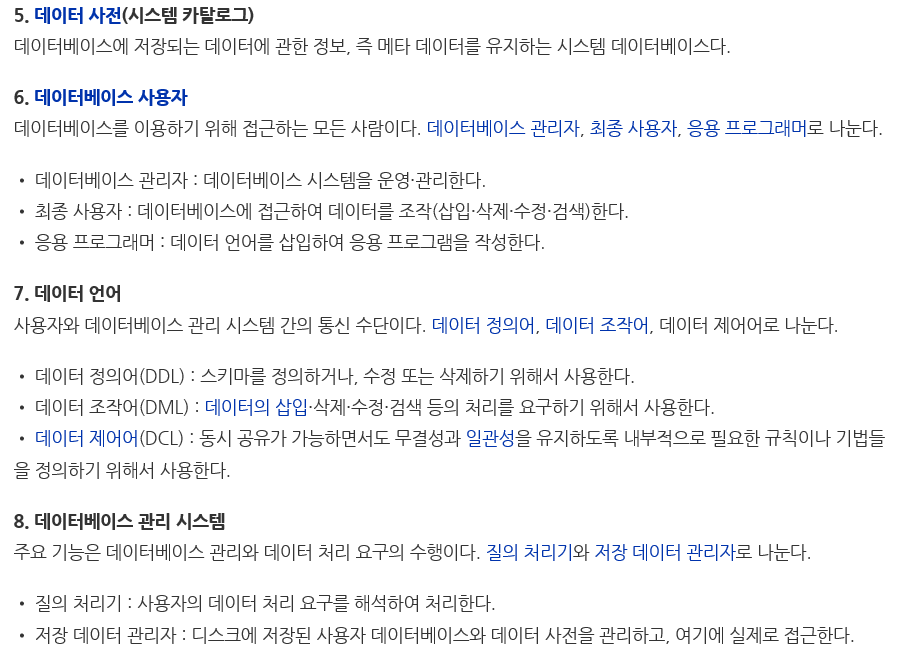 5. 데이터 사전(시스템 카탈로그)
데이터베이스에 저장되는 데이터에 관한 정보, 즉 메타 데이터를 유지하는 시스템 데이터베이스다.
6. 데이터베이스 사용자
데이터베이스를 이용하기 위해 접근하는 모든 사람이다. 데이터베이스 관리자, 최종 사용자, 응용 프로그래머로 나눈다.
• 데이터베이스 관리자 : 데이터베이스 시스템을 운영·관리한다.
• 최종 사용자 : 데이터베이스에 접근하여 데이터를 조작(삽입·삭제·수정·검색)한다.
• 응용 프로그래머 : 데이터 언어를 삽입하여 응용 프로그램을 작성한다.
7. 데이터 언어
사용자와 데이터베이스 관리 시스템 간의 통신 수단이다. 데이터 정의어, 데이터 조작어, 데이터 제어어로 나눈다.
• 데이터 정의어(DDL) : 스키마를 정의하거나, 수정 또는 삭제하기 위해서 사용한다.
• 데이터 조작어(DML) : 데이터의 삽입·삭제·수정·검색 등의 처리를 요구하기 위해서 사용한다.
• 데이터 제어어(DCL) : 동시 공유가 가능하면서도 무결성과 일관성을 유지하도록 내부적으로 필요한 규칙이나 기법들
을 정의하기 위해서 사용한다.
8. 데이터베이스 관리 시스템
주요 기능은 데이터베이스 관리와 데이터 처리 요구의 수행이다. 질의 처리기와 저장 데이터 관리자로 나눈다.
• 질의 처리기 : 사용자의 데이터 처리 요구를 해석하여 처리한다.
• 저장 데이터 관리자 : 디스크에 저장된 사용자 데이터베이스와 데이터 사전을 관리하고, 여기에 실제로 접근한다.